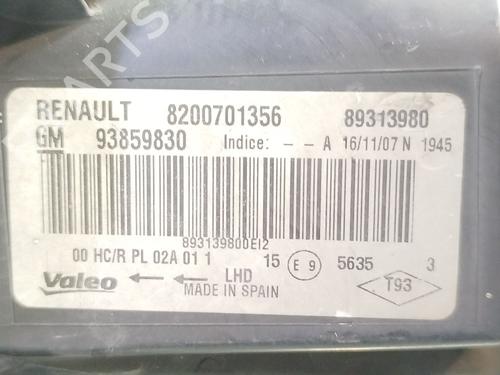 RENAULT 8200701356 89313980
GM 93859830 Indice: - - A 16/11/07 N 1945
893139800EI2
00 HC/R PL 02A 01 1 15 E 9 5635 3
Valeo LHD T93
MADE IN SPAIN